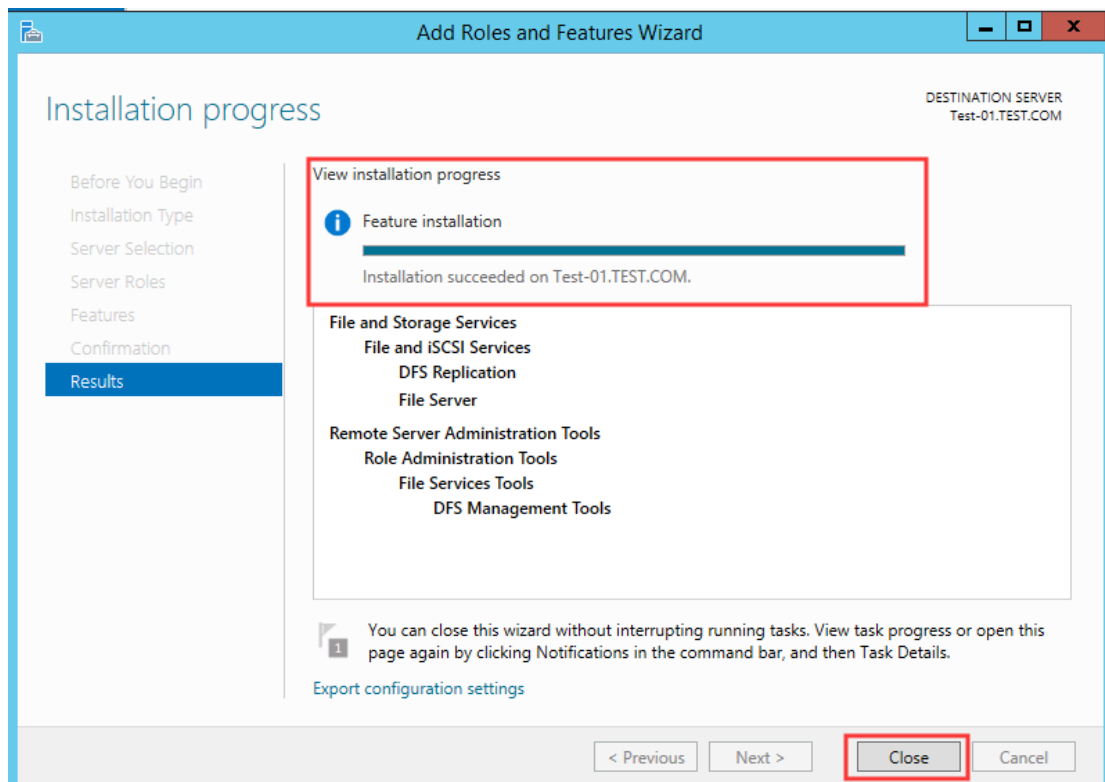 Add Roles and Features Wizard
Installation progress
DESTINATION SERVER
Test-01.TEST.COM
Before You Begin
Installation Type
Server Selection
Server Roles
Features
Confirmation
Results
View installation progress
Feature installation
Installation succeeded on Test-01.TEST.COM.
File and Storage Services
File and iSCSI Services
DFS Replication
File Server
Remote Server Administration Tools
Role Administration Tools
File Services Tools
DFS Management Tools
1
You can close this wizard without interrupting running tasks. View task progress or open this
page again by clicking Notifications in the command bar, and then Task Details.
Export configuration settings
< Previous
Next >
Close
Cancel